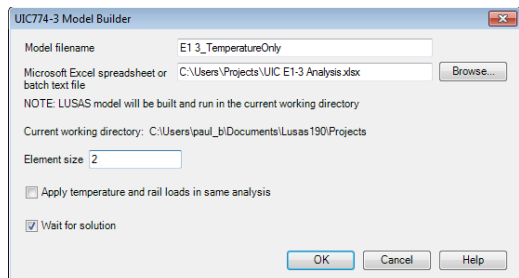 UIC774-3 Model Builder
Model filename E1 3_TemperatureOnly
Microsoft Excel spreadsheet or C:\Users\Projects\UIC E1-3 Analysis.xlsx Browse...
batch text file
NOTE: LUSAS model will be built and run in the current working directory
Current working directory: C:\Users\paul_b\Documents\Lusas190\Projects
Element size 2
Apply temperature and rail loads in same analysis
Wait for solution
OK Cancel Help